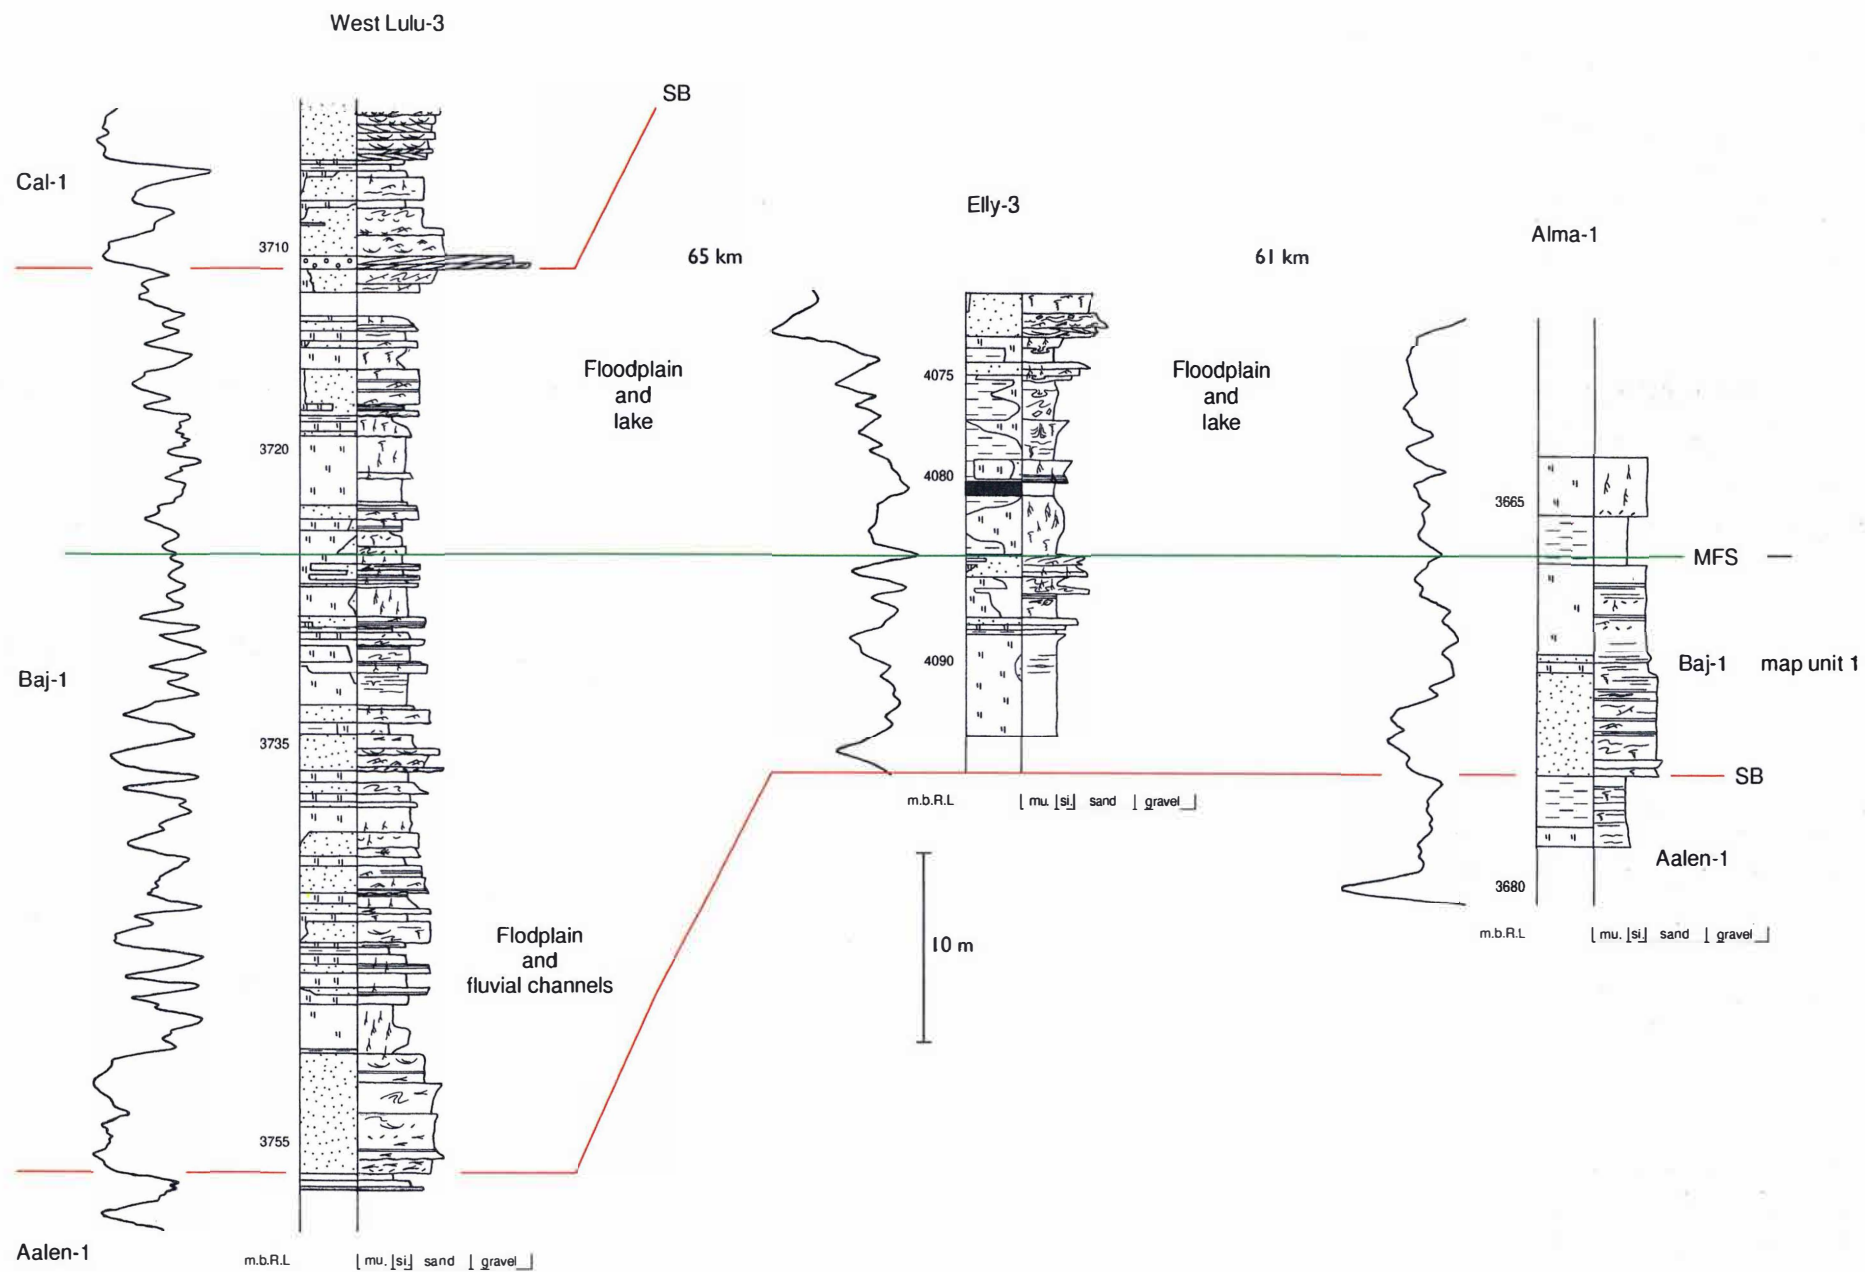 West Lulu-3
SB
Cal-1
Elly-3
Alma-1
3710
65 km
61 km
Floodplain
and
lake
Floodplain
and
lake
4075
3720
4080
3665
MFS
Baj-1
4090
Baj-1 map unit 1
3735
SB
m.b.R.L mu. si. sand gravel
Aalen-1
3680
Flodplain
and
fluvial channels
10 m
m.b.R.L mu. si. sand gravel
3755
Aalen-1
m.b.R.L mu. si. sand gravel